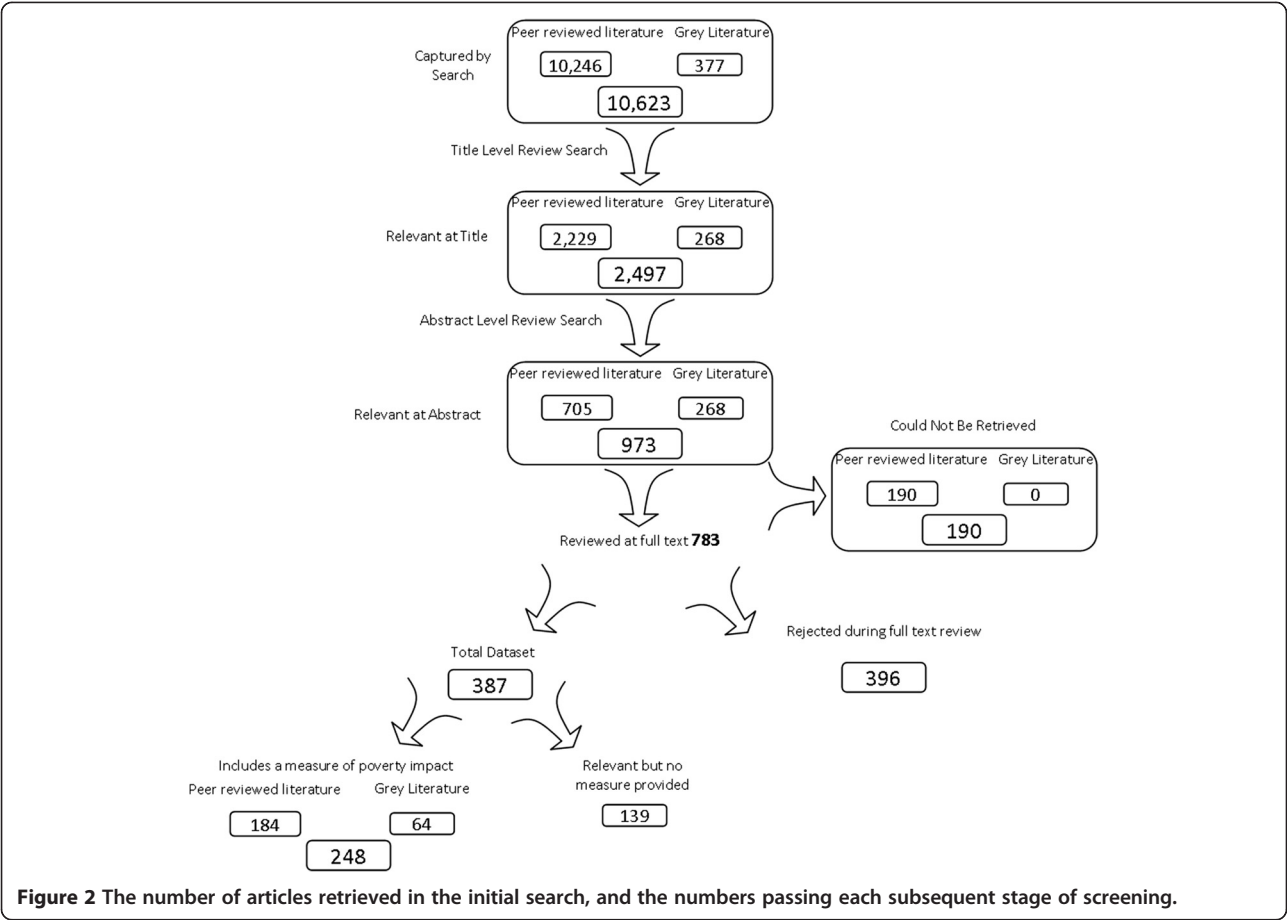 Peer reviewed literature Grey Literature
Captured by
Search
10,246 377
10,623
Title Level Review Search
Peer reviewed literature Grey Literature
Relevant at Title
2,229 268
2,497
Abstract Level Review Search
Peer reviewed literature Grey Literature
Relevant at Abstract
705 268
973
Could Not Be Retrieved
Peer reviewed literature Grey Literature
190 0
190
Reviewed at full text 783
Rejected during full text review
396
Total Dataset
387
Includes a measure of poverty impact
Peer reviewed literature Grey Literature
184 64
248
Relevant but no
measure provided
139
Figure 2 The number of articles retrieved in the initial search, and the numbers passing each subsequent stage of screening.